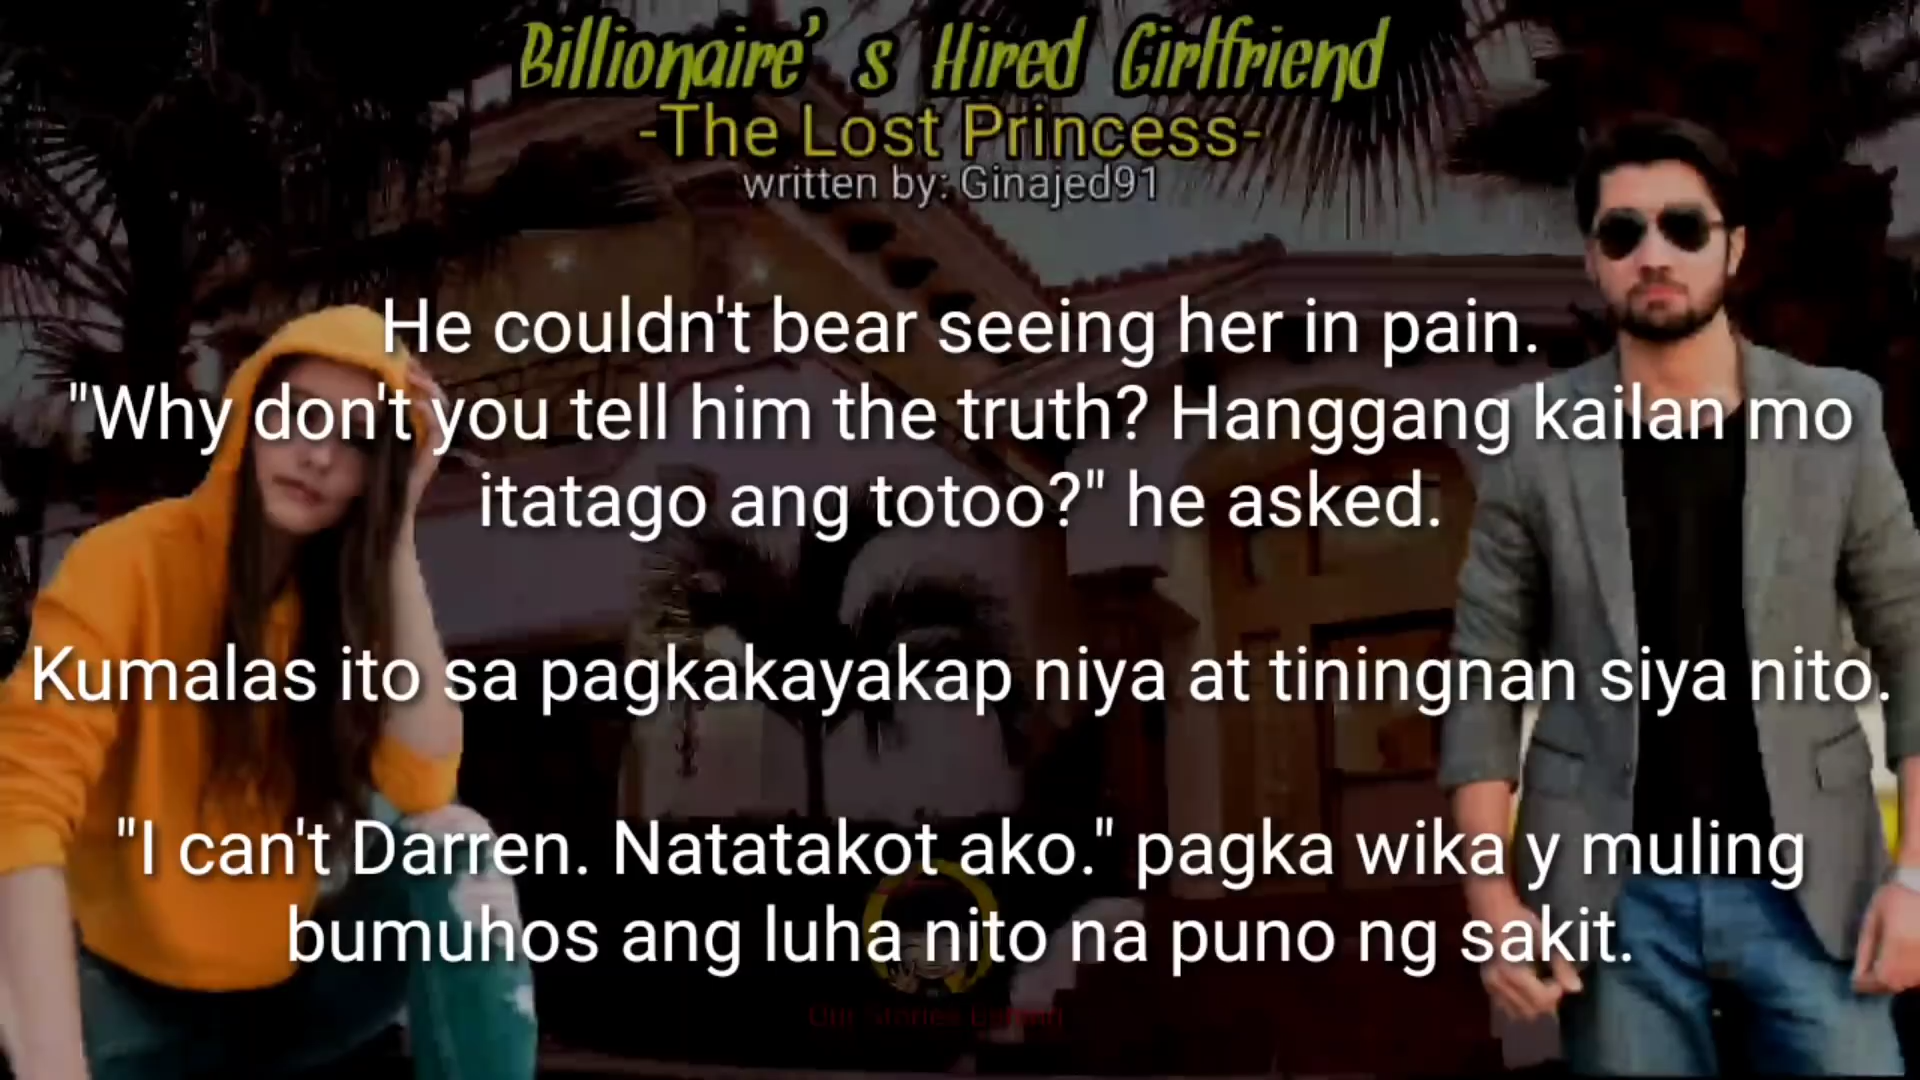 Billionaire' s Hired Girlfriend
-The Lost Princess-
written by: Ginajed91
He couldn't bear seeing her in pain.
"Why don't you tell him the truth? Hanggang kailan mo
itatago ang totoo?" he asked.
Kumalas ito sa pagkakayakap niya at tiningnan siya nito.
"I can't Darren. Natatakot ako." pagka wika y muling
bumuhos ang luha nito na puno ng sakit.
Our Stories